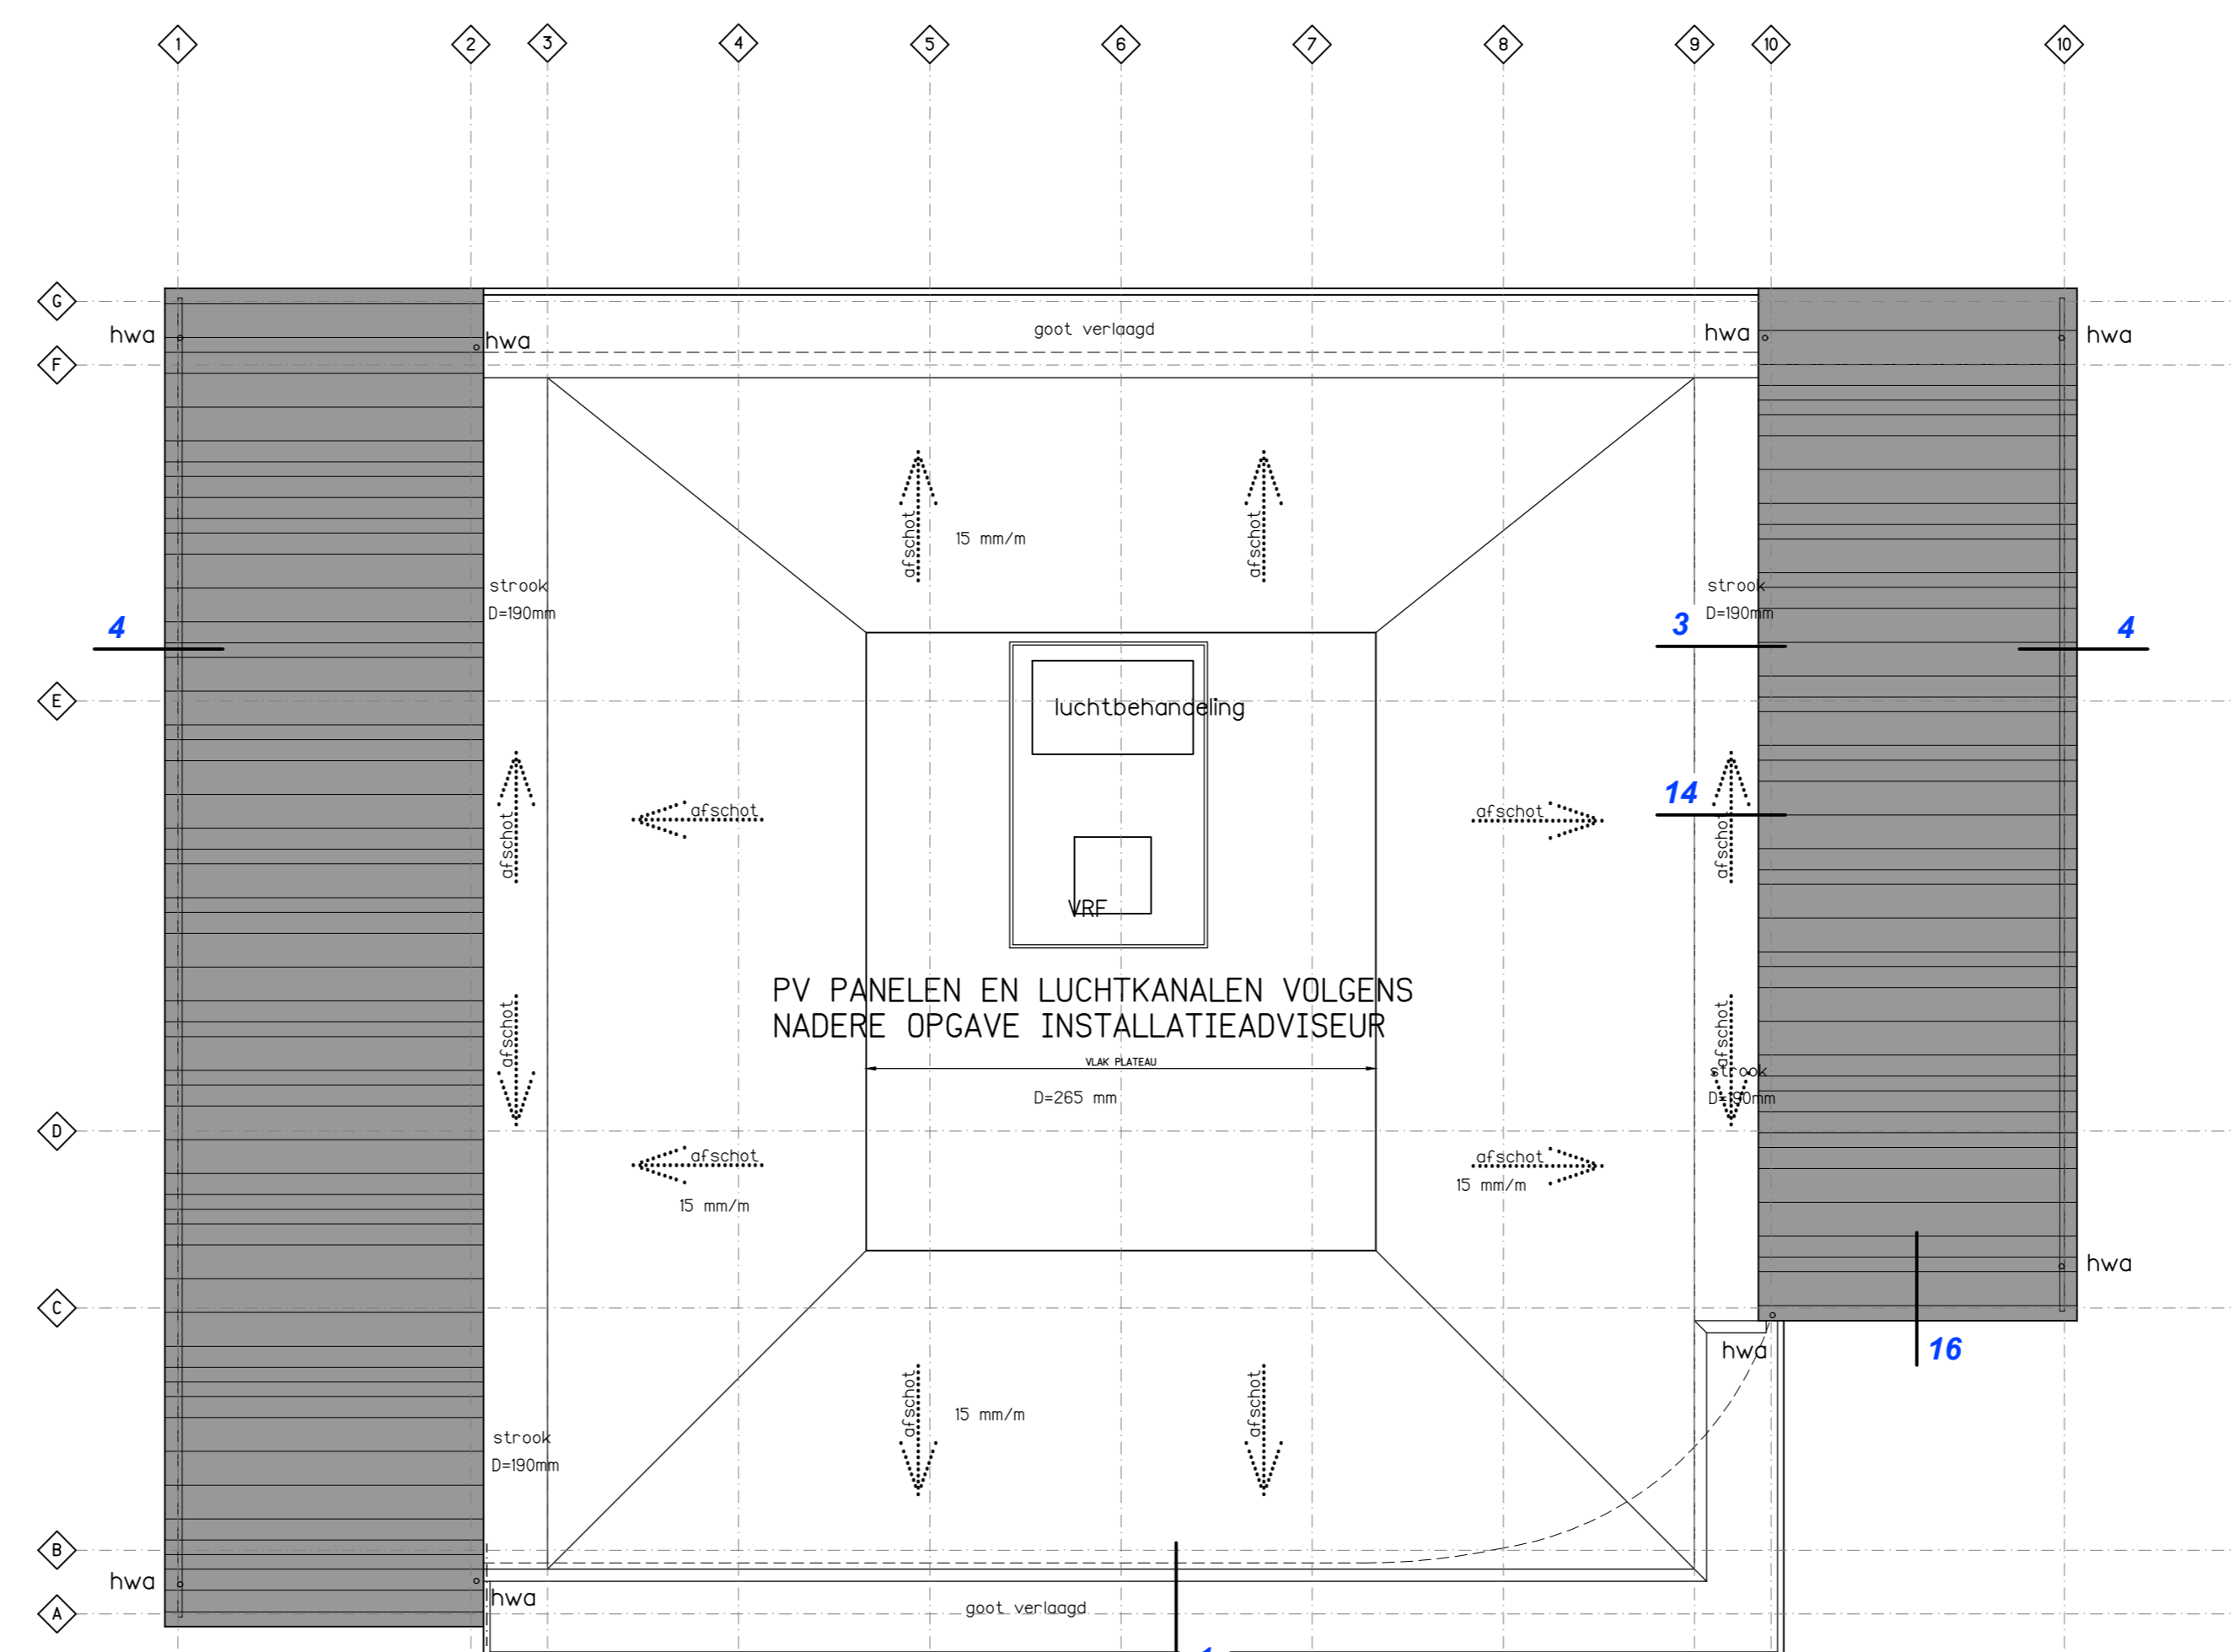 1 2 3 4 5 6 7 8 9 10 10
G
goot verlaagd
hwa hwa hwa hwa
F
afschot afschot
15 mm/m
strook strook
D=190mm D=190mm
4 3 4
E
luchtbehandeling
14
afschot afschot afschot afschot
VRF
PV PANELEN EN LUCHTKANALEN VOLGENS
NADERE OPGAVE INSTALLATIEADVISEUR
afschot afschot
VLAK PLATEAU
strook
D=265 mm D=190mm
D
afschot afschot
15 mm/m 15 mm/m
hwa
C
hwa 16
afschot afschot
15 mm/m
strook
D=190mm
B
hwa
hwa
goot verlaagd
A